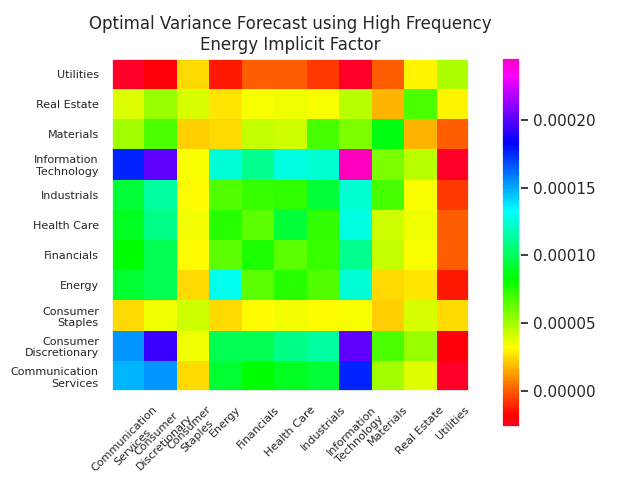 Optimal Variance Forecast using High Frequency
Energy Implicit Factor
Utilities
Real Estate
Materials
Information
Technology
Industrials
Health Care
Financials
Energy
Consumer
Staples
Consumer
Discretionary
Communication
Services
Communication
Services
Consumer
Discretionary
Consumer
Staples
Energy
Financials
Health Care
Industrials
Information
Technology
Materials
Real Estate
Utilities
0.00020
0.00015
0.00010
0.00005
0.00000